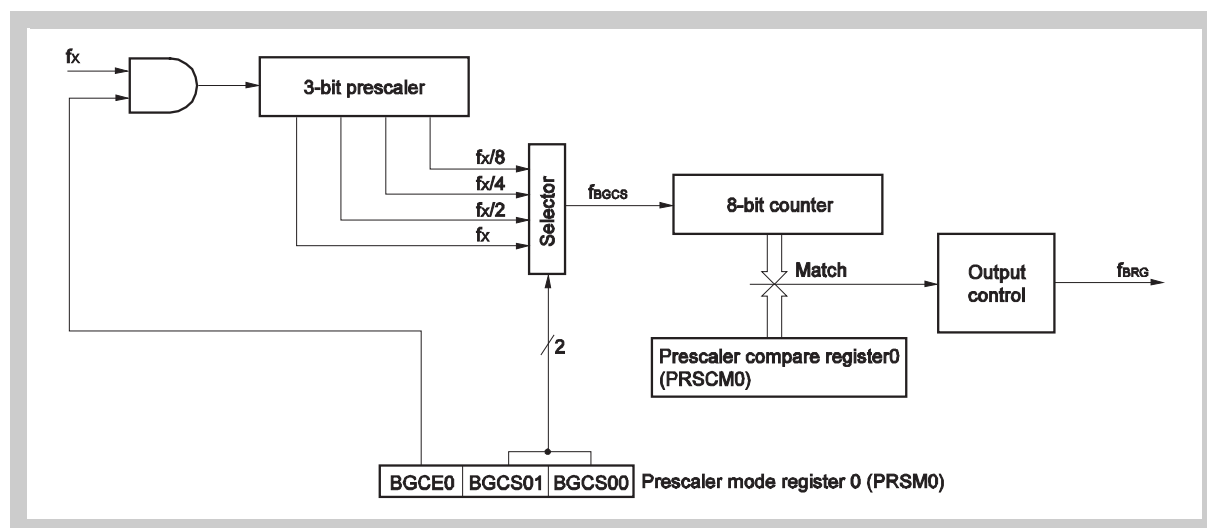 fX
3-bit prescaler
fX/8
fX/4
fX/2
fX
Selector
fBGCS
8-bit counter
Match
Output
control
fBRG
2
Prescaler compare register0
(PRSCM0)
BGCE0 BGCS01 BGCS00 Prescaler mode register 0 (PRSM0)